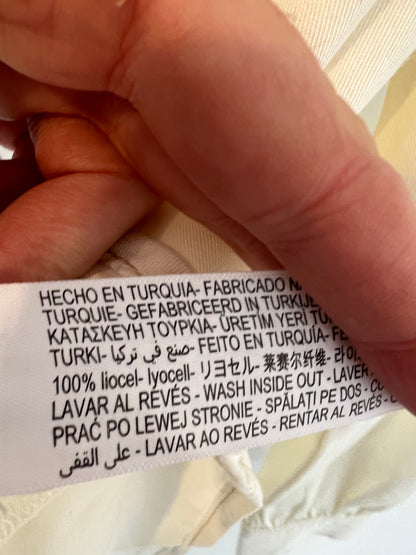 HECHO EN TURQUIA- FABRICADO
TURQUIE- GEFABRICEERD IN TURKIJE
ΚΑΤΑΣΚΕΥΗ ΤΟΥΡΚΙΑ- ÜRETIM YERİ
TURKI- صنع في تركيا- FEITO EN TURQUÍA-
100% liocel- lyocell- リヨセル- 莱赛尔纤维-
LAVAR AL REVÉS - WASH INSIDE OUT -
PRAĆ PO LEWEJ STRONIE - SPĂLAȚI PE DOS -
على القفى - LAVAR AO REVÉS - RENTAR AL REVÉS -